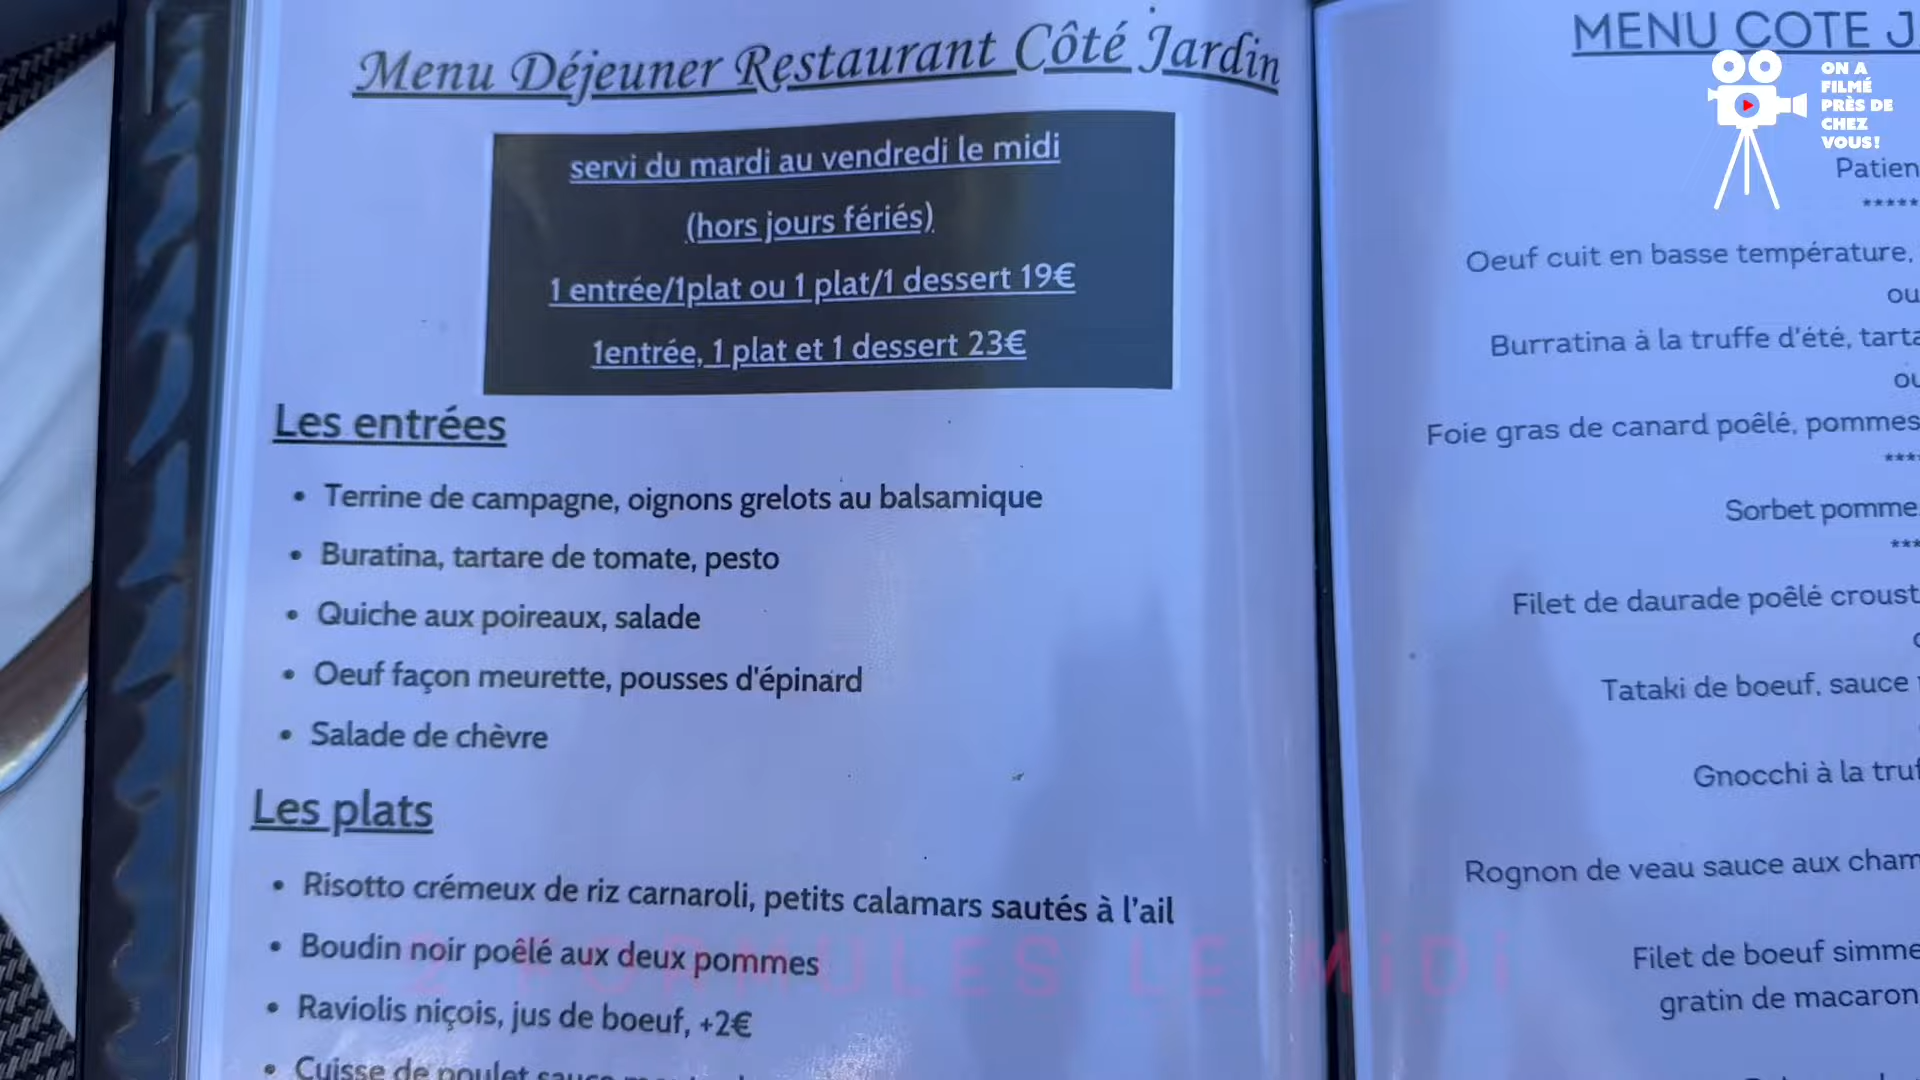 Menu Déjeuner Restaurant Côté Jardin
servi du mardi au vendredi le midi
(hors jours fériés)
1 entrée/1plat ou 1 plat/1 dessert 19€
1entrée, 1 plat et 1 dessert 23€
Les entrées
• Terrine de campagne, oignons grelots au balsamique
• Buratina, tartare de tomate, pesto
• Quiche aux poireaux, salade
• Oeuf façon meurette, pousses d'épinard
• Salade de chèvre
Les plats
• Risotto crémeux de riz carnaroli, petits calamars sautés à l'ail
• Boudin noir poêlé aux deux pommes
• Raviolis niçois, jus de boeuf, +2€
• Cuisse de poulet sauce
2 FORMULES LE MiDi
MENU COTE J
ON A
FILMÉ
PRÈS DE
CHEZ
VOUS!
Patien
*****
Oeuf cuit en basse température,
ou
Burratina à la truffe d'été, tarta
ou
Foie gras de canard poêlé, pommes
****
Sorbet pomme
***
Filet de daurade poêlé croust
Tataki de boeuf, sauce
Gnocchi à la truf
Rognon de veau sauce aux cham
Filet de boeuf simme
gratin de macaron